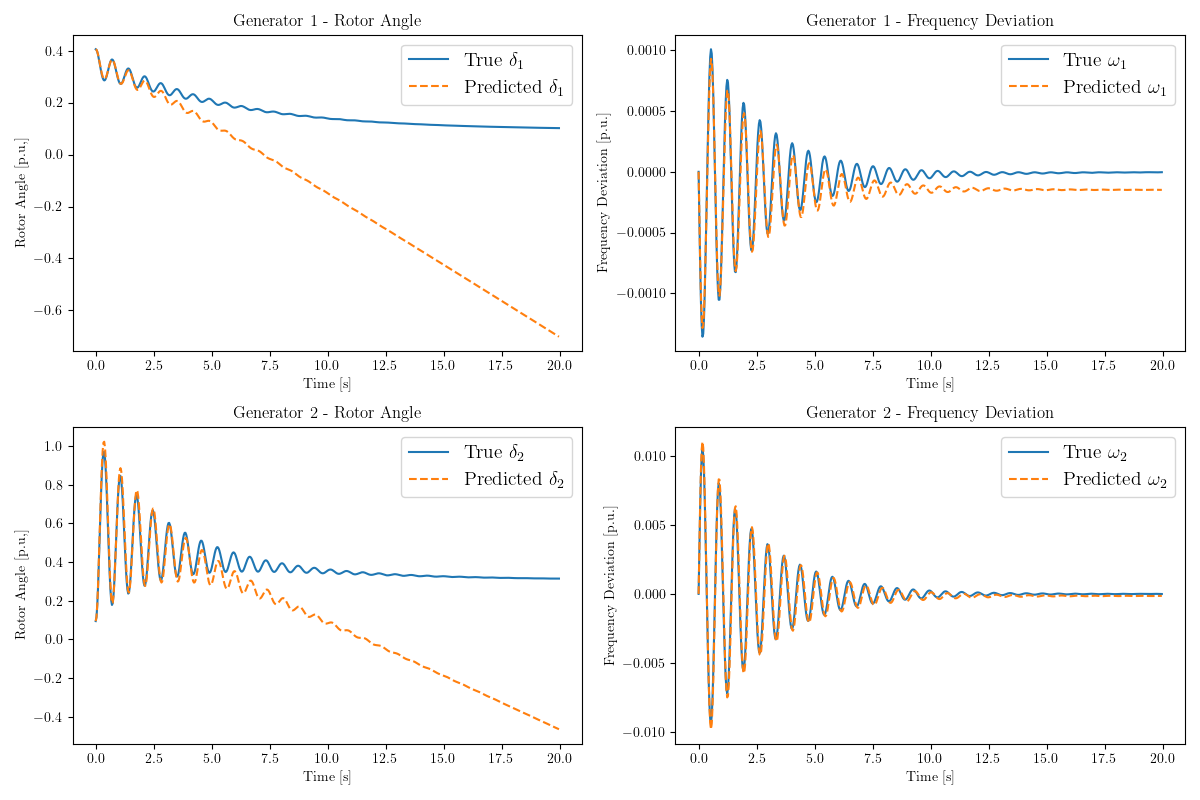 Generator 1 - Rotor Angle
True δ₁
Predicted δ₁
Rotor Angle [p.u.]
0.4
0.2
0.0
−0.2
−0.4
−0.6
0.0 2.5 5.0 7.5 10.0 12.5 15.0 17.5 20.0
Time [s]
Generator 1 - Frequency Deviation
True ω₁
Predicted ω₁
Frequency Deviation [p.u.]
0.0010
0.0005
0.0000
−0.0005
−0.0010
0.0 2.5 5.0 7.5 10.0 12.5 15.0 17.5 20.0
Time [s]
Generator 2 - Rotor Angle
True δ₂
Predicted δ₂
Rotor Angle [p.u.]
1.0
0.8
0.6
0.4
0.2
0.0
−0.2
−0.4
0.0 2.5 5.0 7.5 10.0 12.5 15.0 17.5 20.0
Time [s]
Generator 2 - Frequency Deviation
True ω₂
Predicted ω₂
Frequency Deviation [p.u.]
0.010
0.005
0.000
−0.005
−0.010
0.0 2.5 5.0 7.5 10.0 12.5 15.0 17.5 20.0
Time [s]